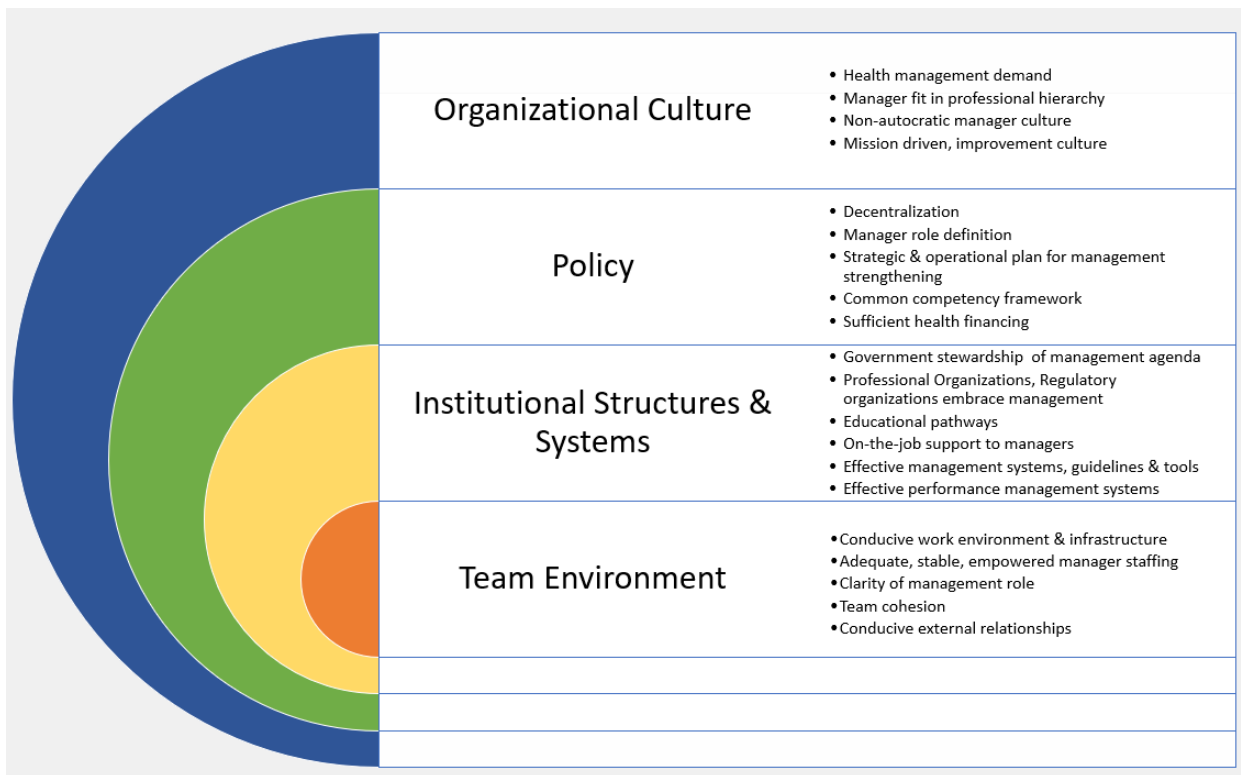 Organizational Culture
• Health management demand
• Manager fit in professional hierarchy
• Non-autocratic manager culture
• Mission driven, improvement culture
Policy
• Decentralization
• Manager role definition
• Strategic & operational plan for management
strengthening
• Common competency framework
• Sufficient health financing
Institutional Structures &
Systems
• Government stewardship of management agenda
• Professional Organizations, Regulatory
organizations embrace management
• Educational pathways
• On-the-job support to managers
• Effective management systems, guidelines & tools
• Effective performance management systems
Team Environment
•Conducive work environment & infrastructure
•Adequate, stable, empowered manager staffing
•Clarity of management role
•Team cohesion
•Conducive external relationships